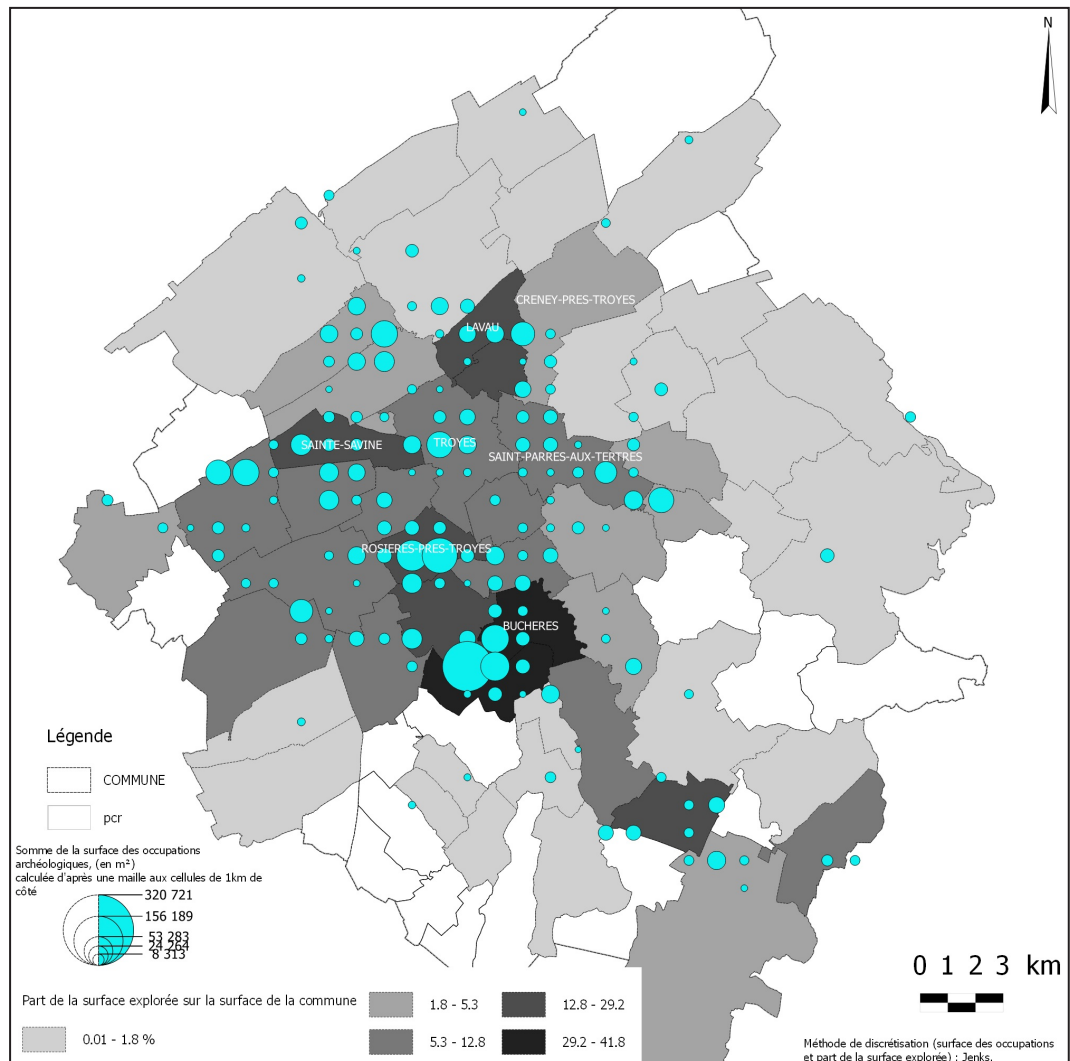 N
CRENEY-PRES-TROYES
LAVAU
SAINTE-SAVINE
TROYES
SAINT-PARRES-AUX-TERTRES
ROSIERES-PRES-TROYES
BUCHERES
Légende
COMMUNE
pcr
Somme de la surface des occupations
archéologiques, (en m²)
calculée d'après une maille aux cellules de 1km de
côté
320 721
156 189
53 283
24 264
8 313
0 1 2 3 km
Part de la surface explorée sur la surface de la commune
0.01 - 1.8 %
1.8 - 5.3
5.3 - 12.8
12.8 - 29.2
29.2 - 41.8
Méthode de discrétisation (surface des occupations
et part de la surface explorée) : Jenks.